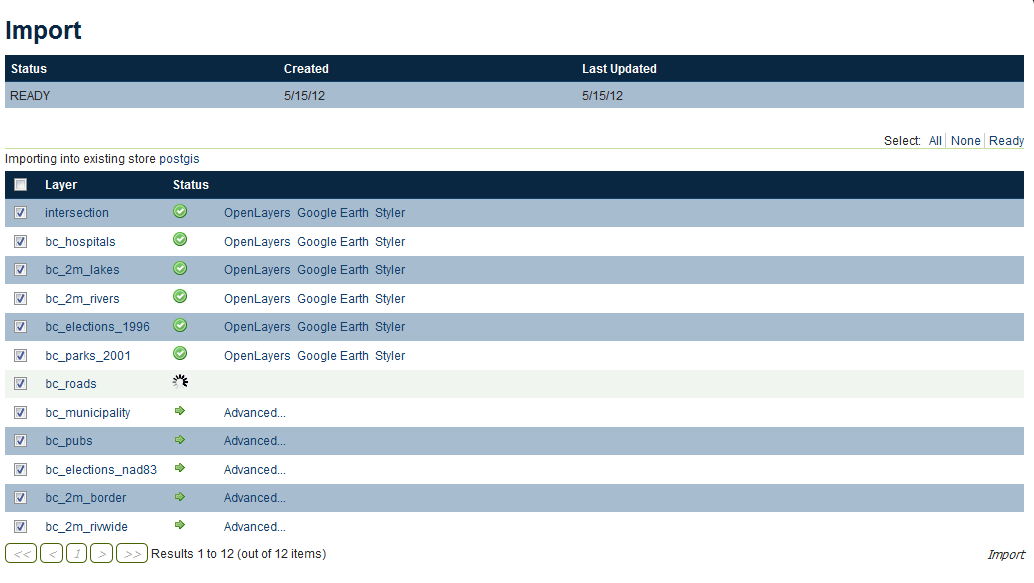 Import
Status Created Last Updated
READY 5/15/12 5/15/12
Select: All None Ready
Importing into existing store postgis
Layer Status
intersection OpenLayers Google Earth Styler
bc_hospitals OpenLayers Google Earth Styler
bc_2m_lakes OpenLayers Google Earth Styler
bc_2m_rivers OpenLayers Google Earth Styler
bc_elections_1996 OpenLayers Google Earth Styler
bc_parks_2001 OpenLayers Google Earth Styler
bc_roads
bc_municipality Advanced...
bc_pubs Advanced...
bc_elections_nad83 Advanced...
bc_2m_border Advanced...
bc_2m_rivwide Advanced...
<< < 1 > >> Results 1 to 12 (out of 12 items) Import